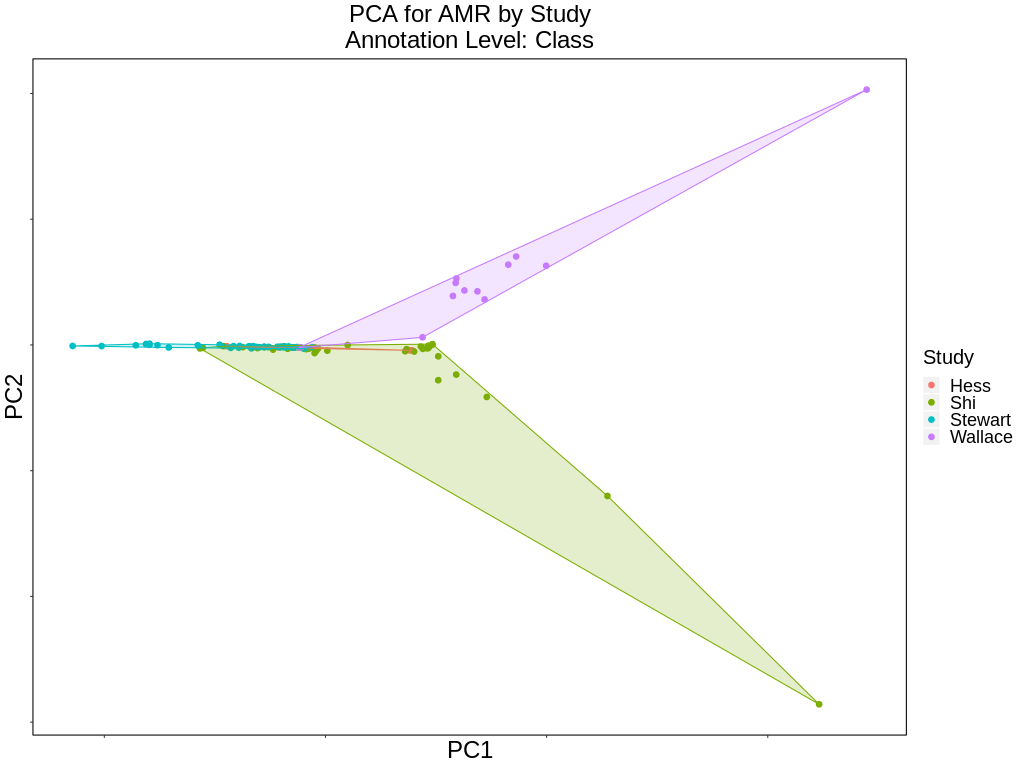 PCA for AMR by Study
Annotation Level: Class
PC2
PC1
Study
Hess
Shi
Stewart
Wallace